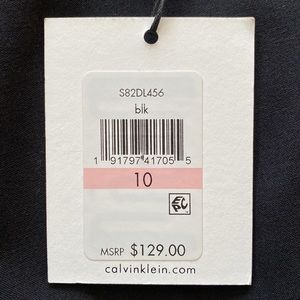 S82DL456
blk
1 91797 41705 5
10
MSRP $129.00
calvinklein.com